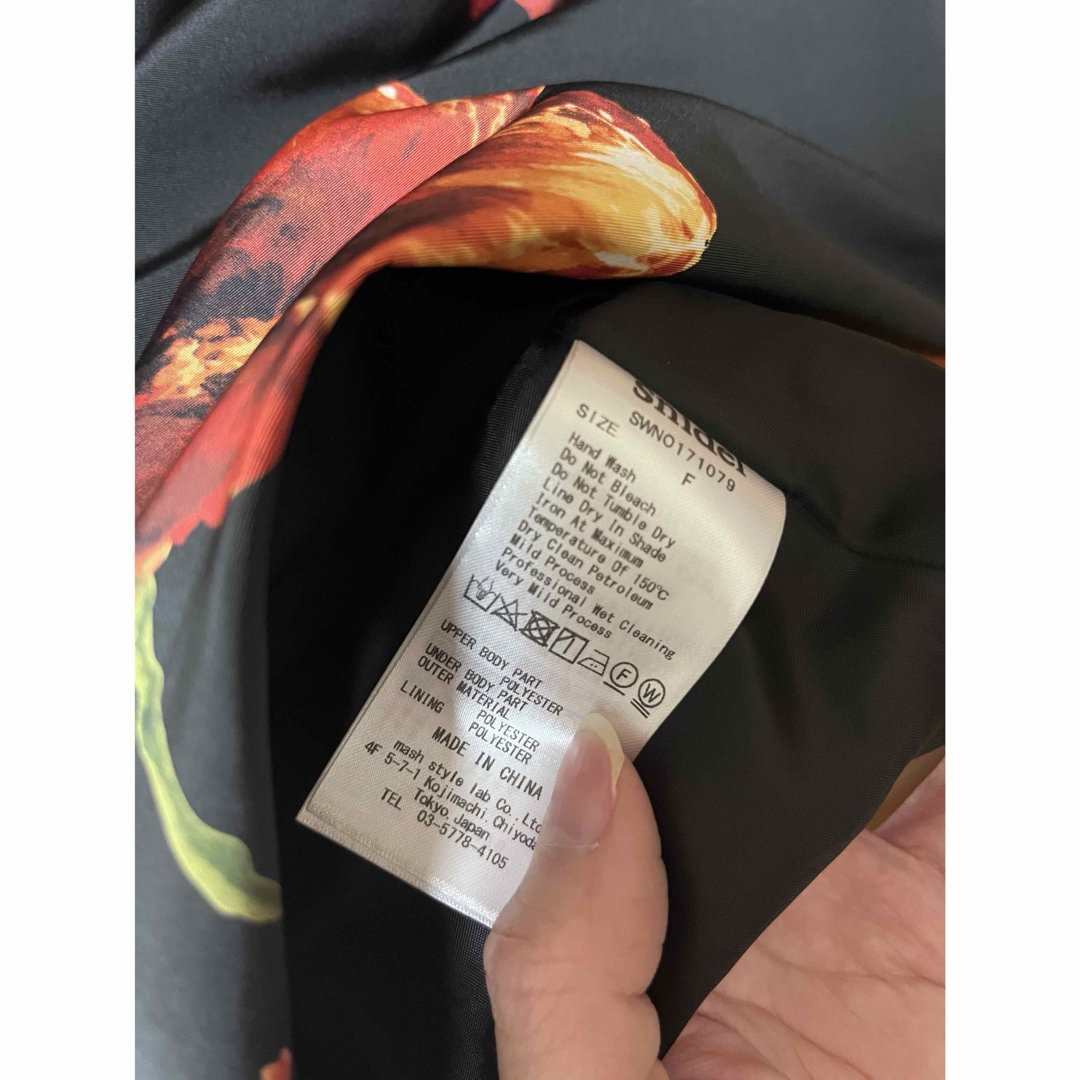 snidel
SWNO171079
SIZE F
Hand Wash
Do Not Bleach
Do Not Tumble Dry
Line Dry In Shade
Iron At Maximum
Temperature Of 150℃
Dry Clean Petroleum
Mild Process
Professional Wet Cleaning
Very Mild Process
F W
UPPER BODY PART
POLYESTER
UNDER BODY PART
OUTER MATERIAL
POLYESTER
LINING POLYESTER
MADE IN CHINA
mash style lab Co.,Ltd
4F 5-7-1 Kojimachi, Chiyoda
Tokyo, Japan
TEL 03-5778-4105